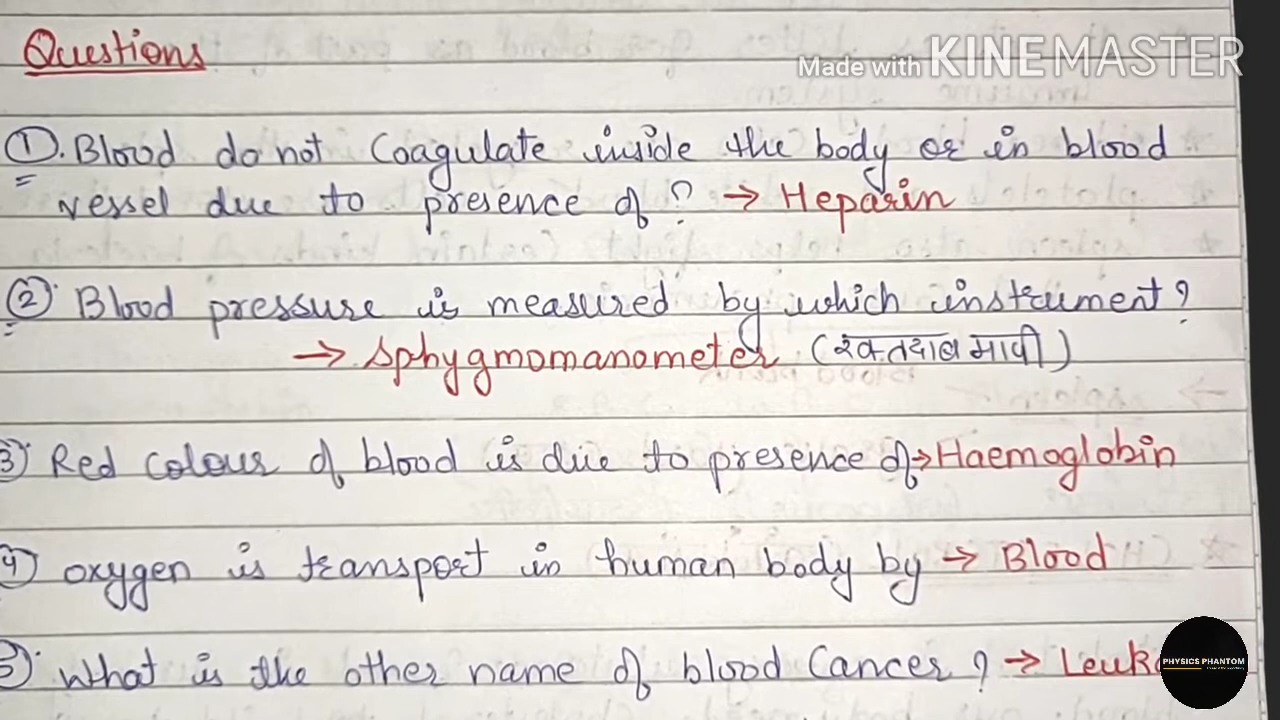 Questions
Made with KINEMASTER
① Blood do not Coagulate inside the body or in blood
vessel due to presence of? → Heparin
② Blood pressure is measured by which instrument?
→ Sphygmomanometer (रक्तदाब मापी)
3) Red Colour of blood is due to presence of → Haemoglobin
4) oxygen is transport in human body by → Blood
5) What is the other name of blood Cancer? →
PHYSICS PHANTOM